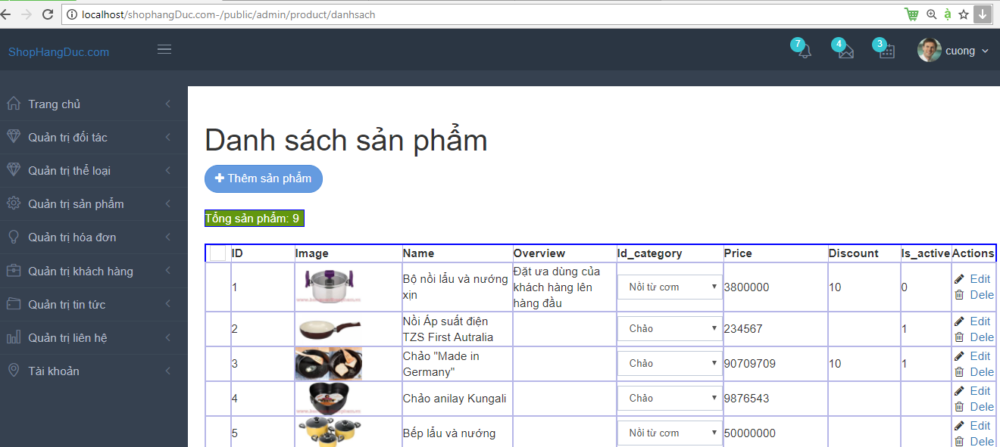 localhost/shophangDuc.com-/public/admin/product/danhsach
ShopHangDuc.com
7
4
3
cuong
Trang chủ
Quản trị đối tác
Quản trị thể loại
Quản trị sản phẩm
Quản trị hóa đơn
Quản trị khách hàng
Quản trị tin tức
Quản trị liên hệ
Tài khoản
Danh sách sản phẩm
Thêm sản phẩm
Tổng sản phẩm: 9
ID Image Name Overview Id_category Price Discount Is_active Actions
1 Bộ nồi lẩu và nướng xịn Đặt ưa dùng của khách hàng lên hàng đầu Nồi từ cơm 3800000 10 0 Edit Dele
2 Nồi Áp suất điện TZS First Autralia Chảo 234567 1 Edit Dele
3 Chảo "Made in Germany" Chảo 90709709 10 1 Edit Dele
4 Chảo anilay Kungali Chảo 9876543 Edit Dele
5 Bếp lẩu và nướng Nồi từ cơm 50000000 Edit Dele